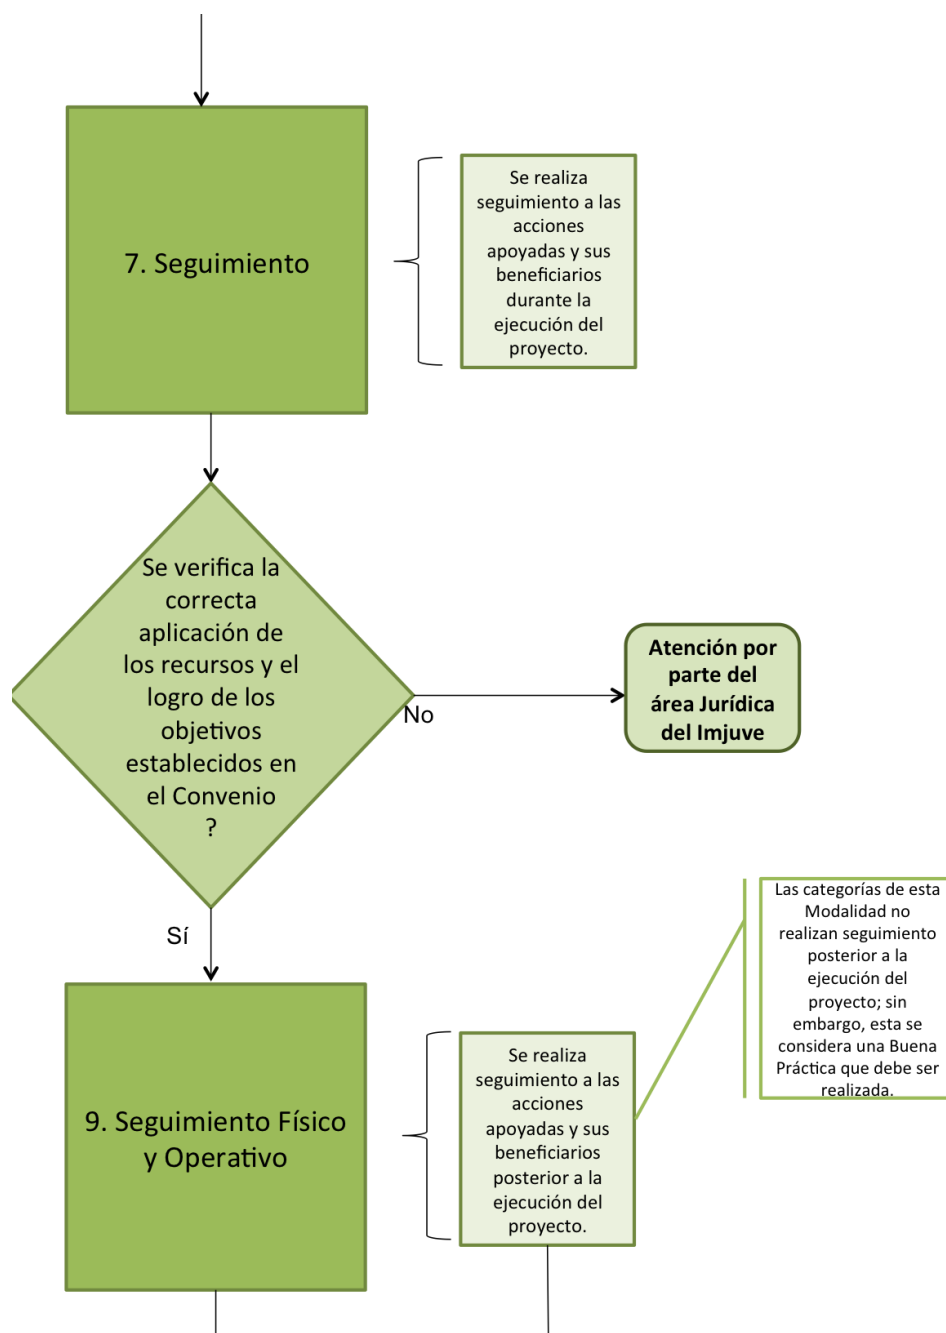 7. Seguimiento
Se realiza
seguimiento a las
acciones
apoyadas y sus
beneficiarios
durante la
ejecución del
proyecto.
Se verifica la
correcta
aplicación de
los recursos y el
logro de los
objetivos
establecidos en
el Convenio
?
No
Atención por
parte del
área Jurídica
del Imjuve
Sí
9. Seguimiento Físico
y Operativo
Se realiza
seguimiento a las
acciones
apoyadas y sus
beneficiarios
posterior a la
ejecución del
proyecto.
Las categorías de esta
Modalidad no
realizan seguimiento
posterior a la
ejecución del
proyecto; sin
embargo, esta se
considera una Buena
Práctica que debe ser
realizada.